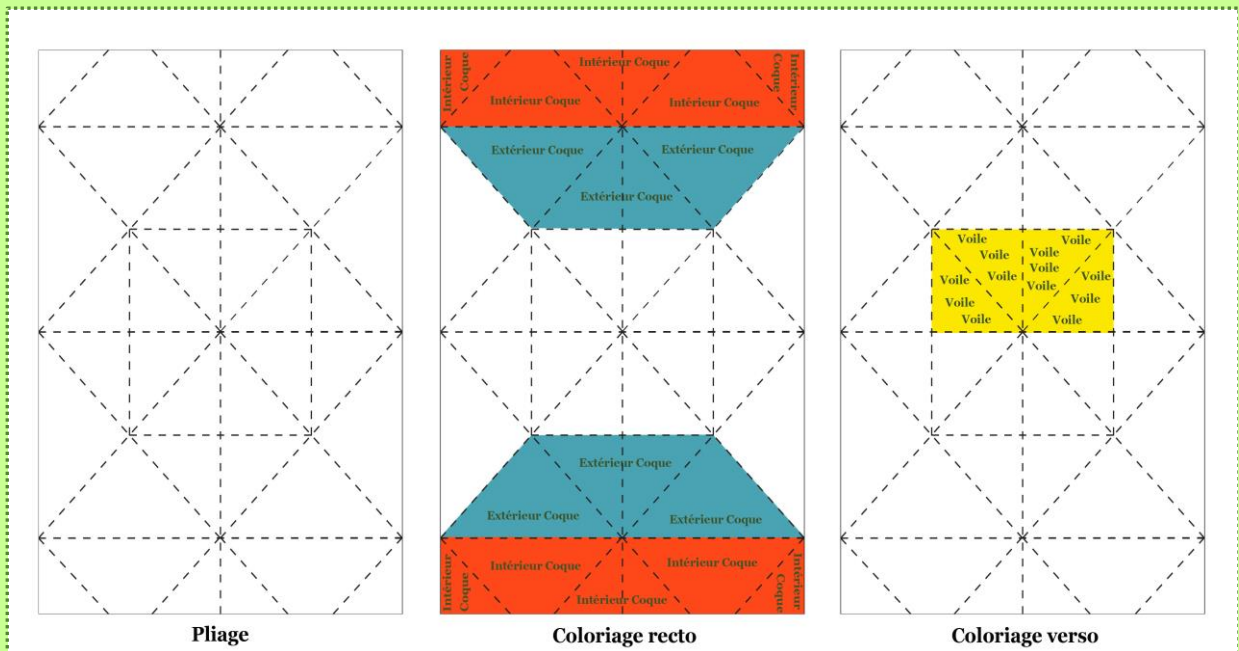 Intérieur
Coque
Intérieur Coque
Coque
Intérieur
Intérieur Coque
Intérieur Coque
Extérieur Coque
Extérieur Coque
Extérieur Coque
Extérieur Coque
Extérieur Coque
Extérieur Coque
Intérieur
Coque
Intérieur Coque
Intérieur Coque
Intérieur Coque
Coque
Intérieur
Voile
Voile
Voile
Voile
Voile
Voile
Voile
Voile
Voile
Voile
Voile
Voile
Voile
Pliage
Coloriage recto
Coloriage verso